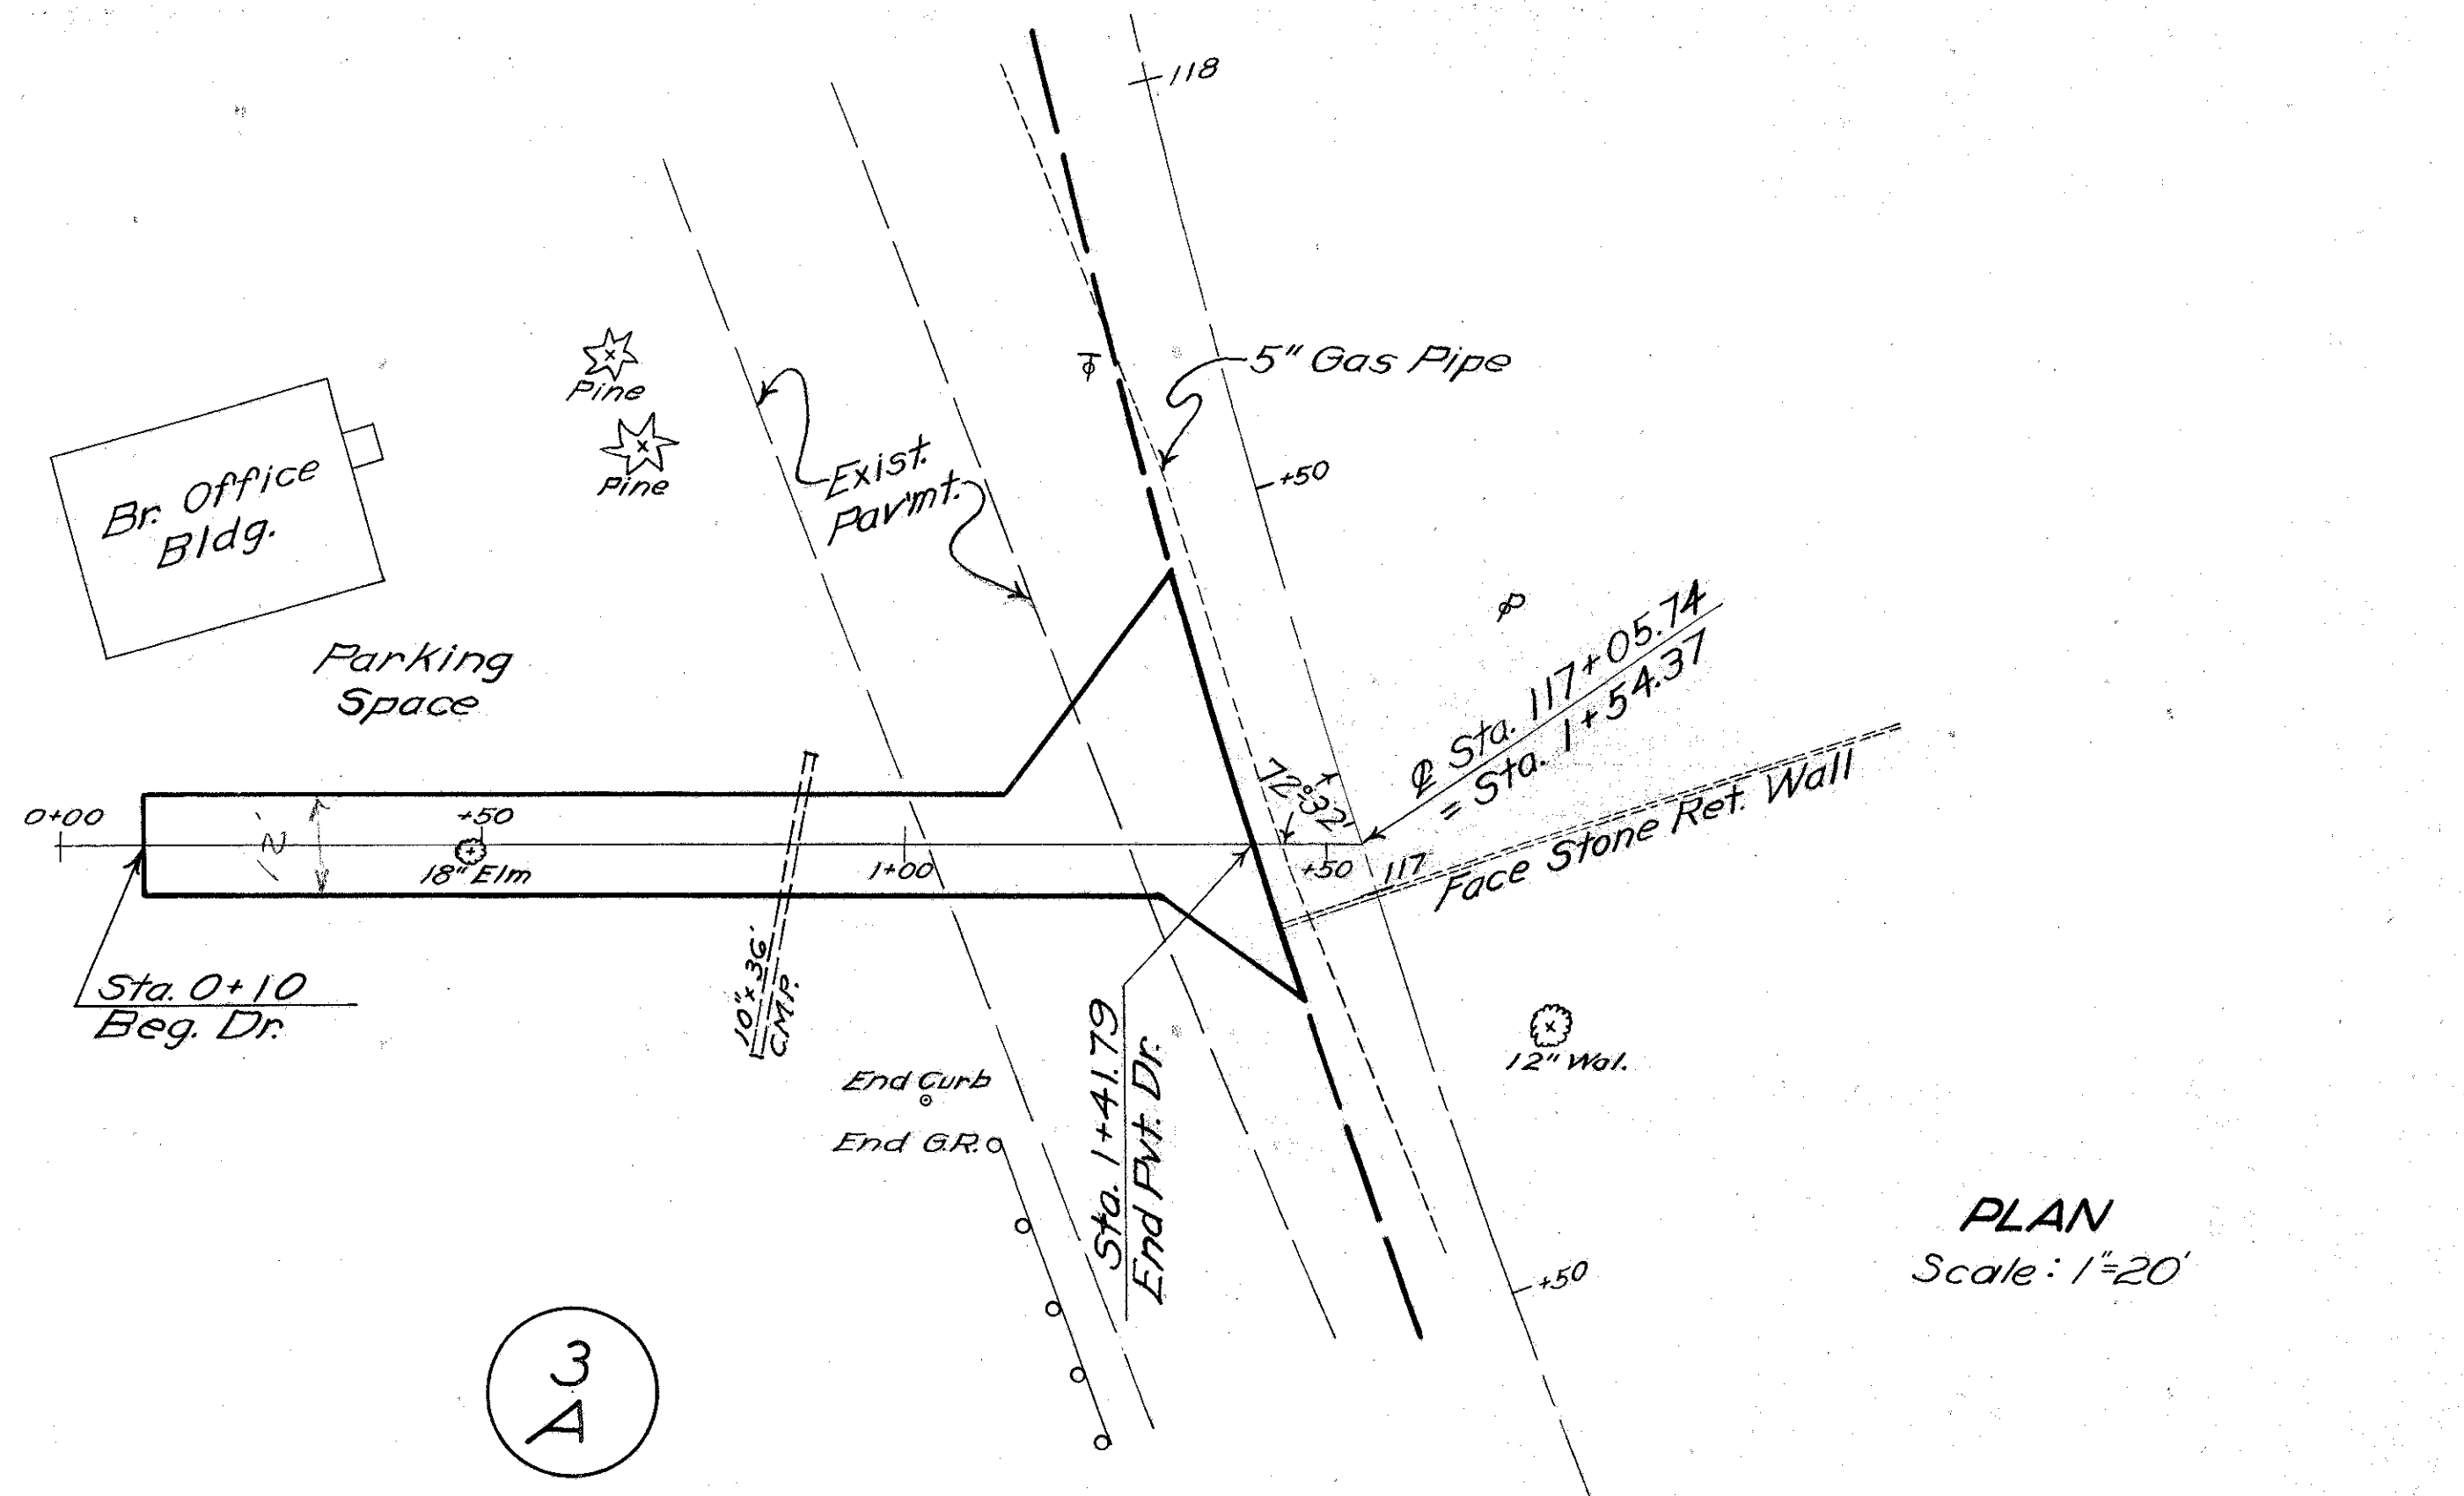 118
5" Gas Pipe
Pine
Pine
Exist.
Pav'mt.
+50
Br. Office
Bldg.
℄ Sta. 117+05.74
= Sta. 1+54.37
Parking
Space
72°32'
Face Stone Ret. Wall
0+00
+50
18" Elm
1+00
+50
117
Sta. 0+10
Beg. Dr.
10" x 36'
C.M.P.
Sta. 1+41.79
End Pvt. Dr.
12" Wal.
End Curb
End G.R.
+50
PLAN
Scale: 1"=20'
3
A